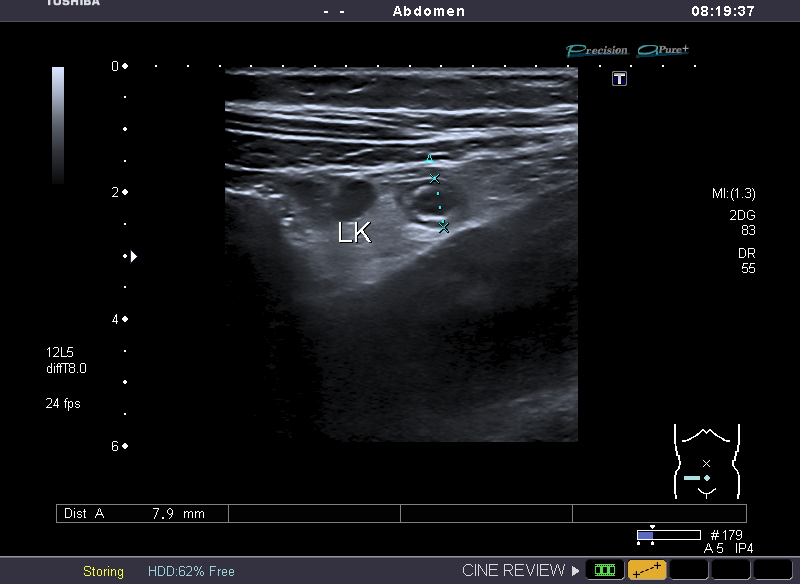 TOSHIBA
- - Abdomen 08:19:37
Precision APure+
T
0
2
4
6
A
LK
MI:(1.3)
2DG
83
DR
55
12L5
diffT8.0
24 fps
Dist A 7.9 mm
#179
A 5 IP4
Storing HDD:62% Free CINE REVIEW